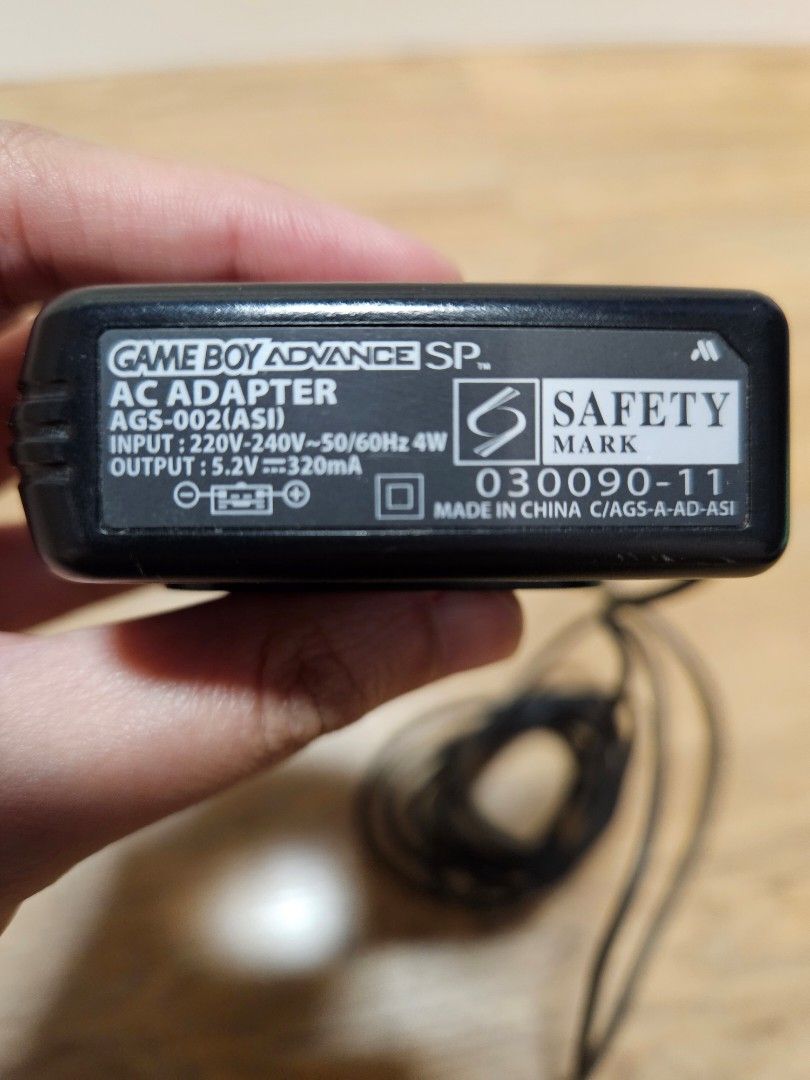 GAME BOY ADVANCE SP™
AC ADAPTER
AGS-002(ASI)
INPUT : 220V-240V~50/60Hz 4W
OUTPUT : 5.2V⎓320mA
SAFETY
MARK
030090-11
MADE IN CHINA C/AGS-A-AD-ASI